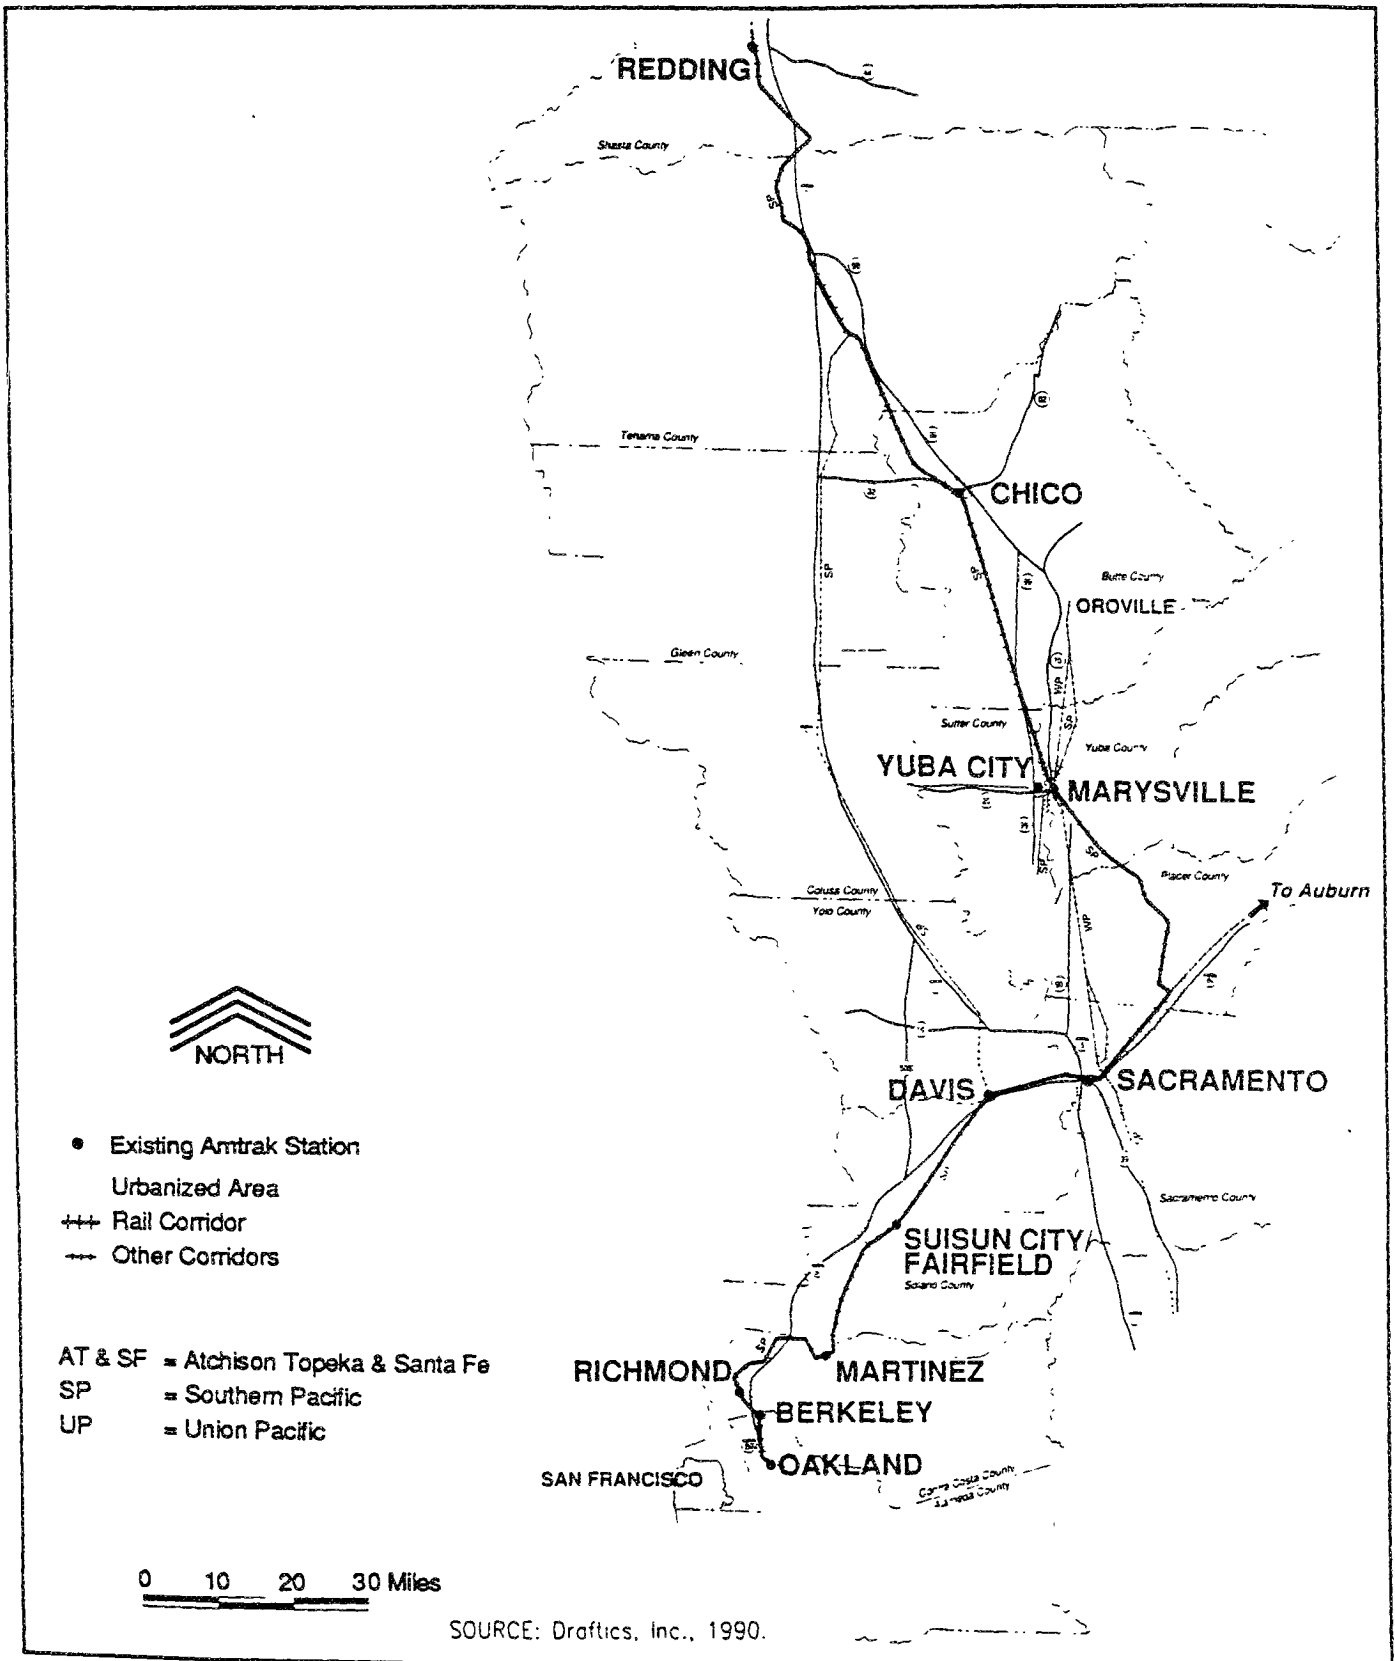 REDDING
Shasta County
SP
Tehama County
CHICO
SP
SP
Butte County
OROVILLE
Glenn County
WP
SP
Sutter County
Yuba County
YUBA CITY
MARYSVILLE
SP
SP
Placer County
To Auburn
Colusa County
Yolo County
WP
NORTH
DAVIS
SACRAMENTO
Existing Amtrak Station
Urbanized Area
Rail Corridor
Other Corridors
Sacramento County
SUISUN CITY/
FAIRFIELD
Solano County
SP
AT & SF = Atchison Topeka & Santa Fe
SP = Southern Pacific
UP = Union Pacific
RICHMOND
MARTINEZ
BERKELEY
OAKLAND
SAN FRANCISCO
Contra Costa County
Alameda County
0 10 20 30 Miles
SOURCE: Draftics, Inc., 1990.